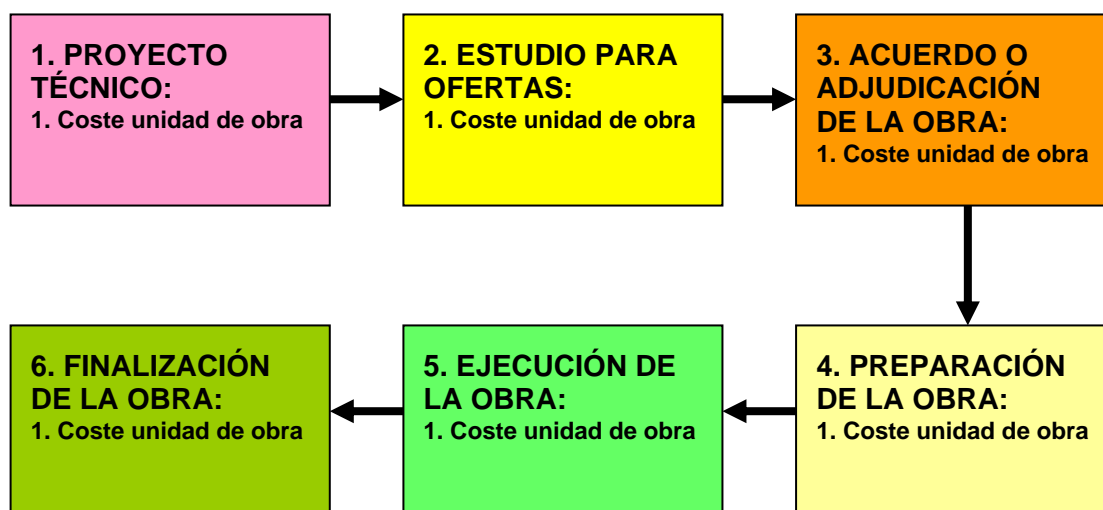 1. PROYECTO
TÉCNICO:
1. Coste unidad de obra
2. ESTUDIO PARA
OFERTAS:
1. Coste unidad de obra
3. ACUERDO O
ADJUDICACIÓN
DE LA OBRA:
1. Coste unidad de obra
4. PREPARACIÓN
DE LA OBRA:
1. Coste unidad de obra
5. EJECUCIÓN DE
LA OBRA:
1. Coste unidad de obra
6. FINALIZACIÓN
DE LA OBRA:
1. Coste unidad de obra